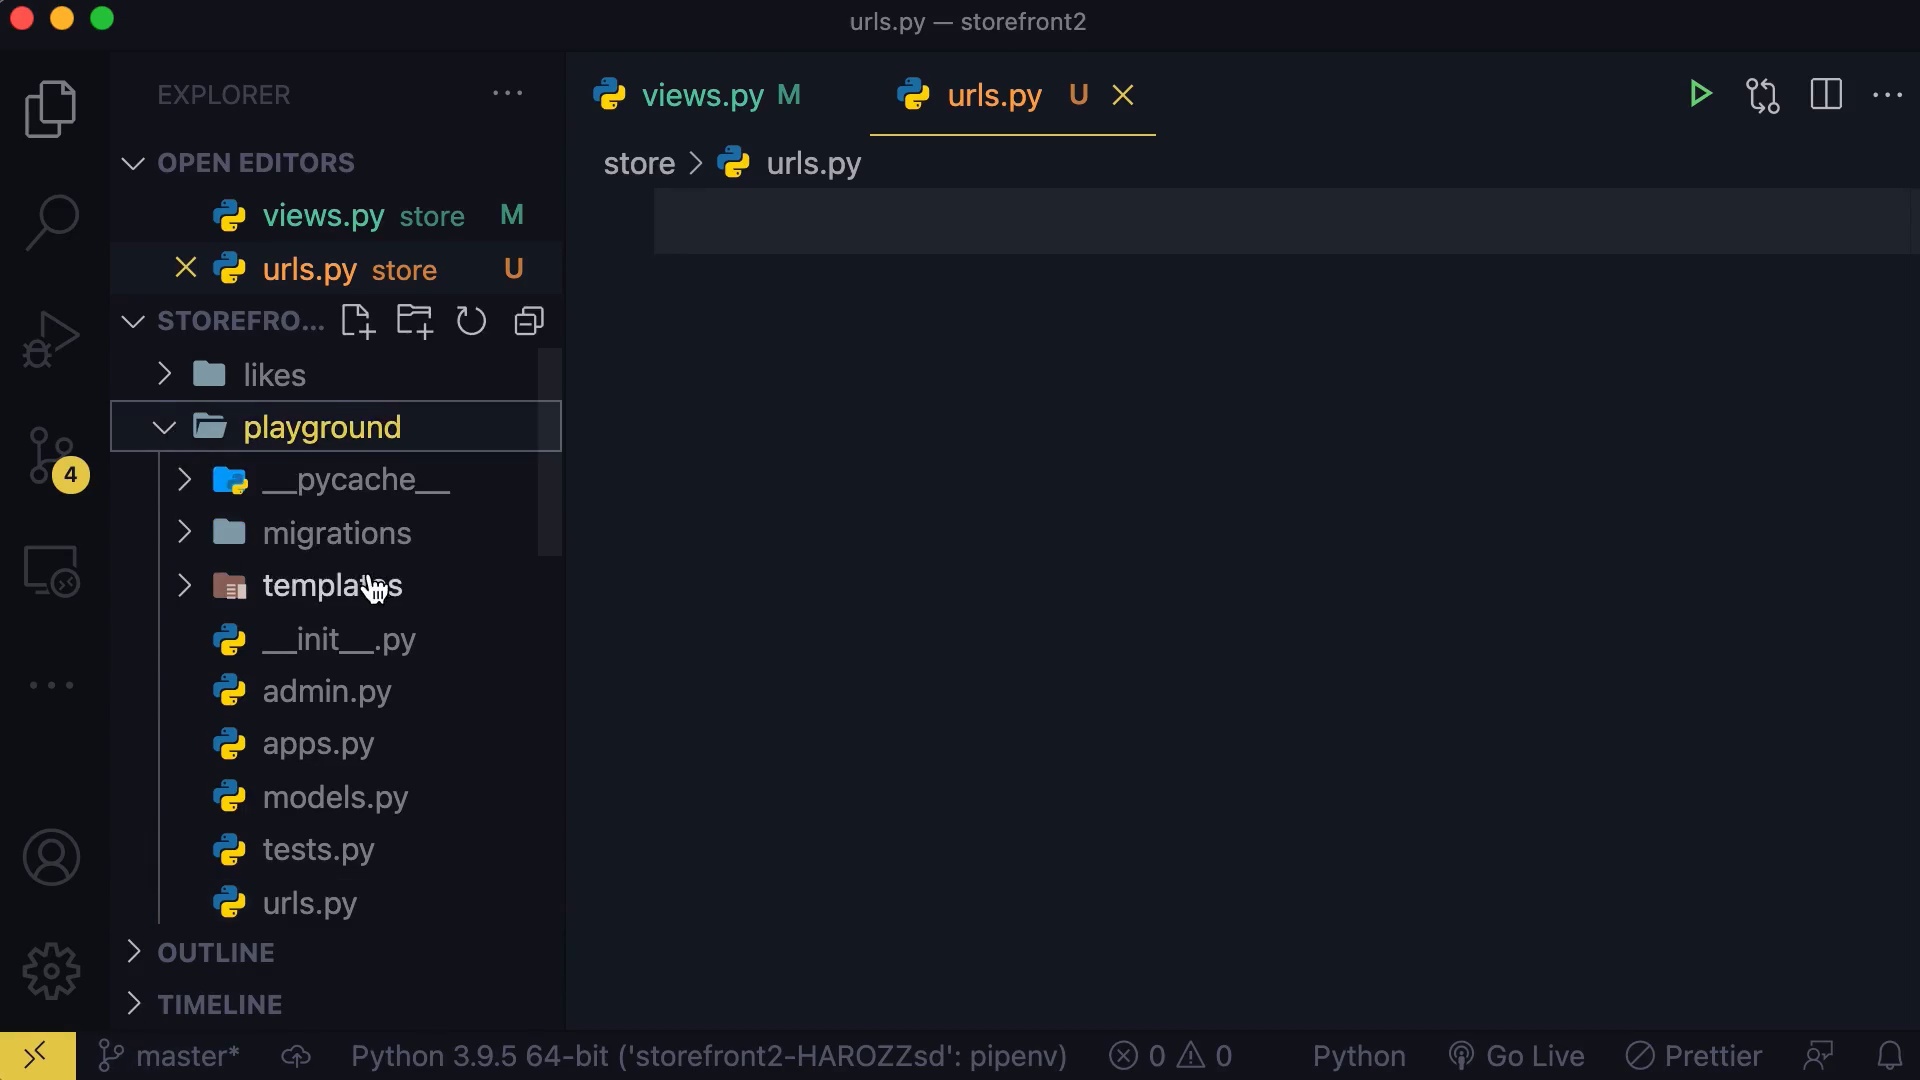 urls.py — storefront2
EXPLORER
views.py M
urls.py U
OPEN EDITORS
store > urls.py
views.py store M
urls.py store U
STOREFRO...
likes
playground
__pycache__
4
migrations
templates
__init__.py
admin.py
apps.py
models.py
tests.py
urls.py
OUTLINE
TIMELINE
master* Python 3.9.5 64-bit ('storefront2-HAROZZsd': pipenv) 0 0 Python Go Live Prettier